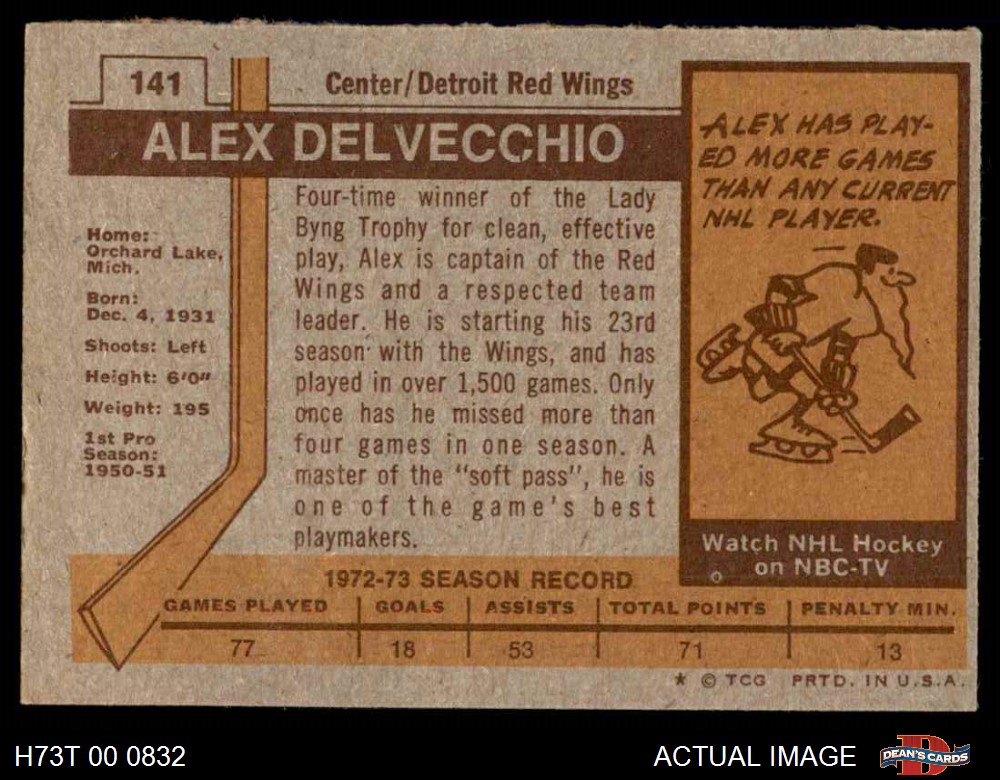 141
Center/Detroit Red Wings
ALEX DELVECCHIO
Home:
Orchard Lake,
Mich.
Born:
Dec. 4, 1931
Shoots: Left
Height: 6'0"
Weight: 195
1st Pro
Season:
1950-51
Four-time winner of the Lady
Byng Trophy for clean, effective
play, Alex is captain of the Red
Wings and a respected team
leader. He is starting his 23rd
season with the Wings, and has
played in over 1,500 games. Only
once has he missed more than
four games in one season. A
master of the "soft pass", he is
one of the game's best
playmakers.
ALEX HAS PLAY-
ED MORE GAMES
THAN ANY CURRENT
NHL PLAYER.
Watch NHL Hockey
on NBC-TV
1972-73 SEASON RECORD
GAMES PLAYED GOALS ASSISTS TOTAL POINTS PENALTY MIN.
77 18 53 71 13
* © TCG PRTD. IN U.S.A.
H73T 00 0832
ACTUAL IMAGE
DEAN'S CARDS